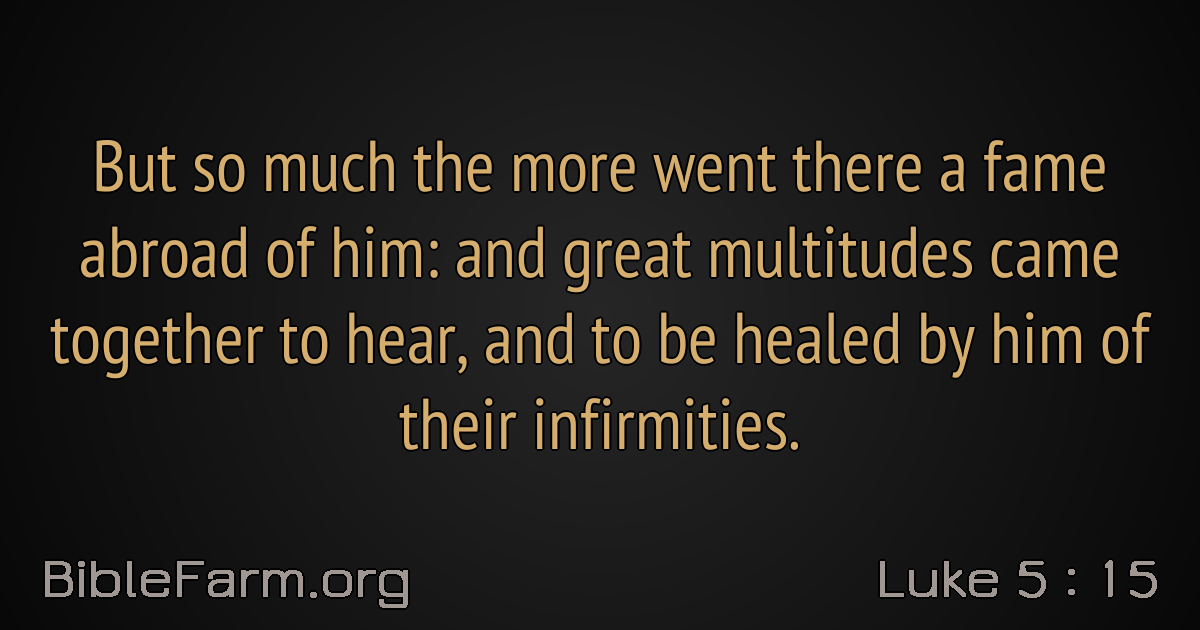 But so much the more went there a fame
abroad of him: and great multitudes came
together to hear, and to be healed by him of
their infirmities.
BibleFarm.org
Luke 5 : 15